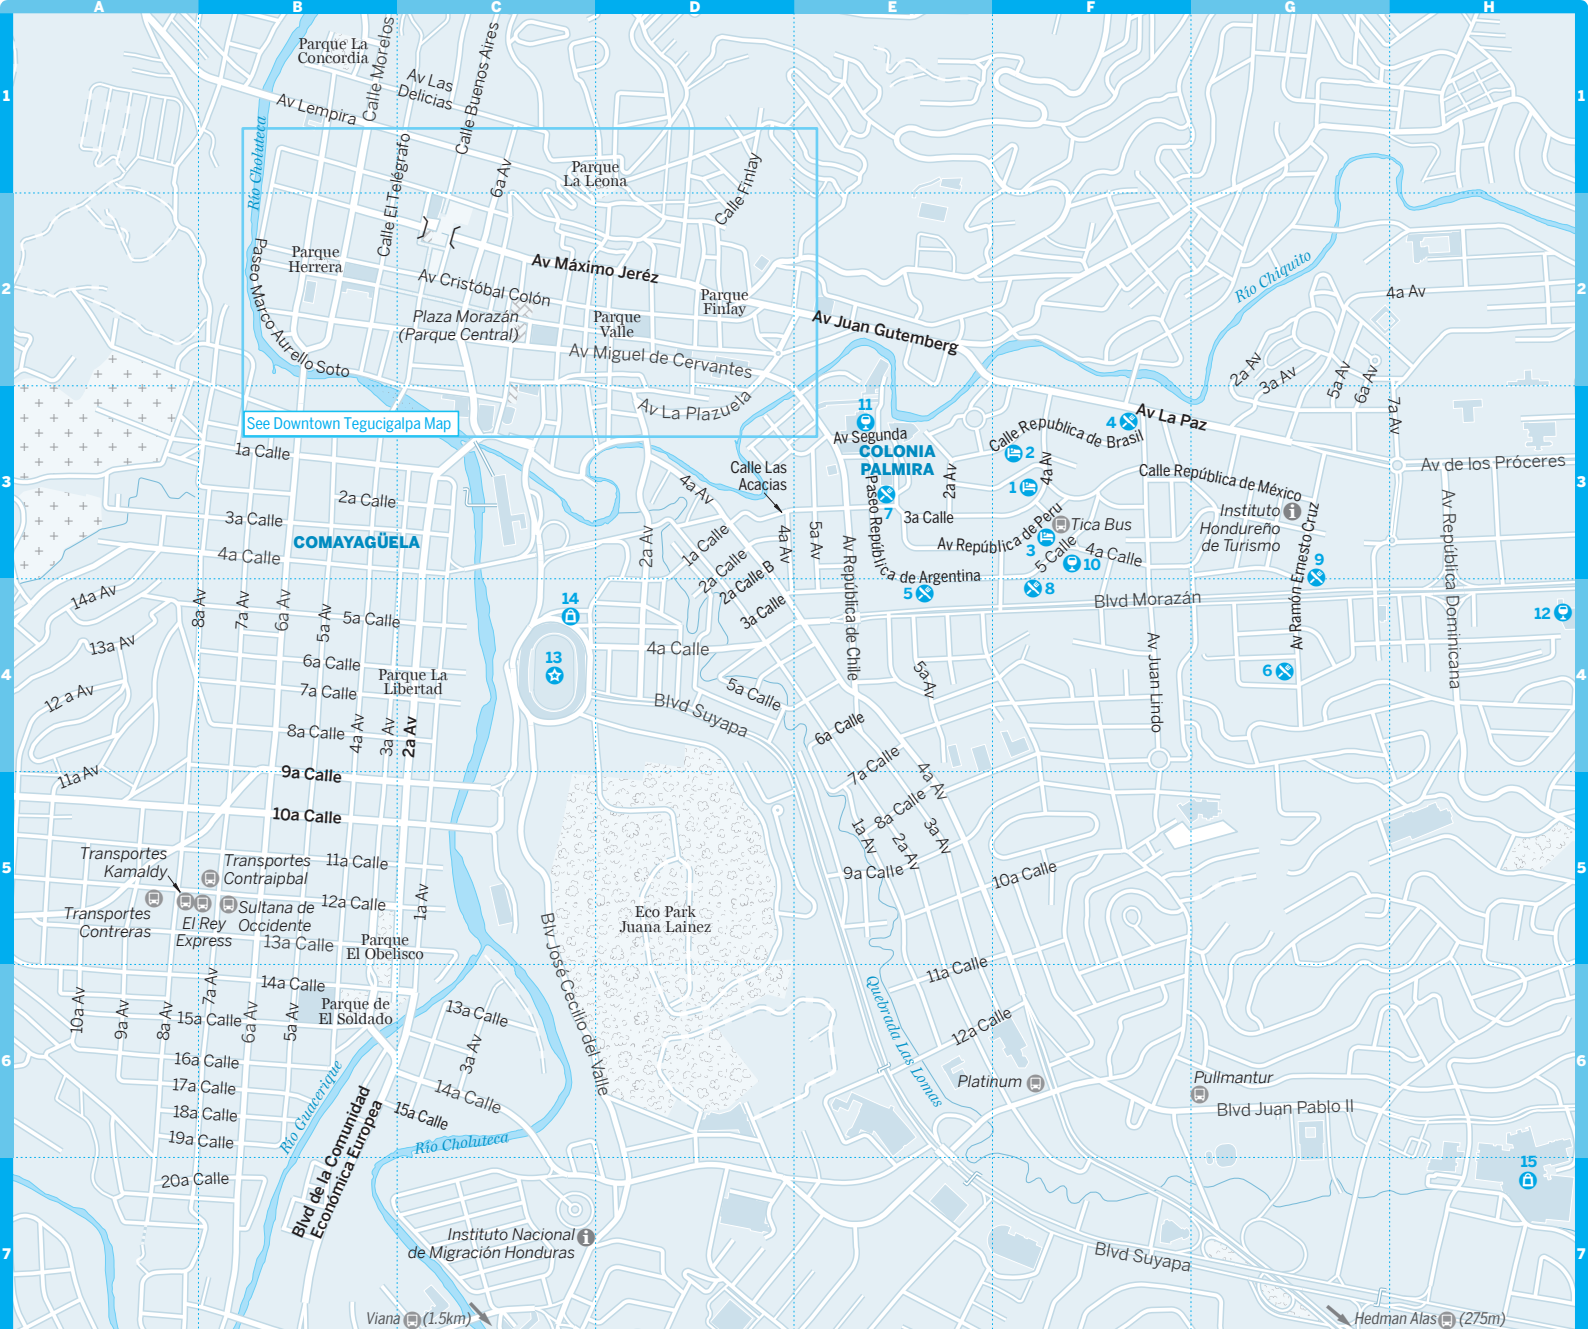 A B C D E F G H
1 1
2 2
3 3
4 4
5 5
6 6
7 7
Parque La
Concordia
Calle Morelos
Av Las
Delicias
Calle Buenos Aires
Av Lempira
Río Choluteca
Calle El Telégrafo
6a Av
Parque
La Leona
Calle Finlay
Parque
Herrera
Paseo Marco Aurello Soto
Av Máximo Jeréz
Av Cristóbal Colón
Plaza Morazán
(Parque Central)
Parque
Valle
Parque
Finlay
Av Miguel de Cervantes
Av La Plazuela
Av Juan Gutemberg
Río Chiquito
4a Av
2a Av
3a Av
5a Av
6a Av
7a Av
See Downtown Tegucigalpa Map
11
Av Segunda
COLONIA
PALMIRA
Calle Republica de Brasil
4
Av La Paz
2
1
4a Av
2a Av
7
3a Calle
Paseo República de Argentina
Calle República de México
Av de los Próceres
Instituto
Hondureño
de Turismo
Tica Bus
Av República de Peru
3
5 Calle
4a Calle
10
8
5
9
Av Ramón Ernesto Cruz
Av República Dominicana
12
Blvd Morazán
6
Av Juan Lindo
Calle Las
Acacias
4a Av
4a Av
5a Av
Av República de Chile
2a Av
1a Calle
2a Calle
2a Calle B
3a Calle
4a Calle
5a Calle
Blvd Suyapa
5a Av
1a Calle
2a Calle
3a Calle
COMAYAGÜELA
4a Calle
14a Av
13a Av
12 a Av
11a Av
8a Av
7a Av
6a Av
5a Av
5a Calle
6a Calle
7a Calle
8a Calle
4a Av
3a Av
2a Av
Parque La
Libertad
14
13
9a Calle
10a Calle
6a Calle
7a Calle
8a Calle
9a Calle
4a Av
3a Av
2a Av
1a Av
10a Calle
11a Calle
12a Calle
Transportes
Kamaldy
Transportes
Contraipbal
11a Calle
12a Calle
1a Av
Transportes
Contreras
El Rey
Express
Sultana de
Occidente
13a Calle
Parque
El Obelisco
Eco Park
Juana Lainez
Blv José Cecilio del Valle
14a Calle
Parque de
El Soldado
10a Av
9a Av
8a Av
7a Av
6a Av
5a Av
15a Calle
16a Calle
17a Calle
18a Calle
19a Calle
20a Calle
13a Calle
3a Av
14a Calle
15a Calle
Río Guacerique
Blvd de la Comunidad
Económica Europea
Río Choluteca
Quebrada Las Lomas
Platinum
Pullmantur
Blvd Juan Pablo II
15
Instituto Nacional
de Migración Honduras
Blvd Suyapa
Viana (1.5km)
Hedman Alas (275m)